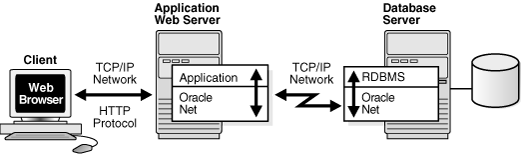 Application
Web Server
Database
Server
Client
TCP/IP
Network
HTTP
Protocol
Web
Browser
Application
Oracle
Net
TCP/IP
Network
RDBMS
Oracle
Net